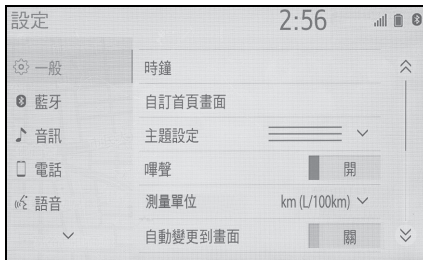 設定 2:56
一般
藍牙
音訊
電話
語音
時鐘
自訂首頁畫面
主題設定
嗶聲 開
測量單位 km (L/100km)
自動變更到畫面 關